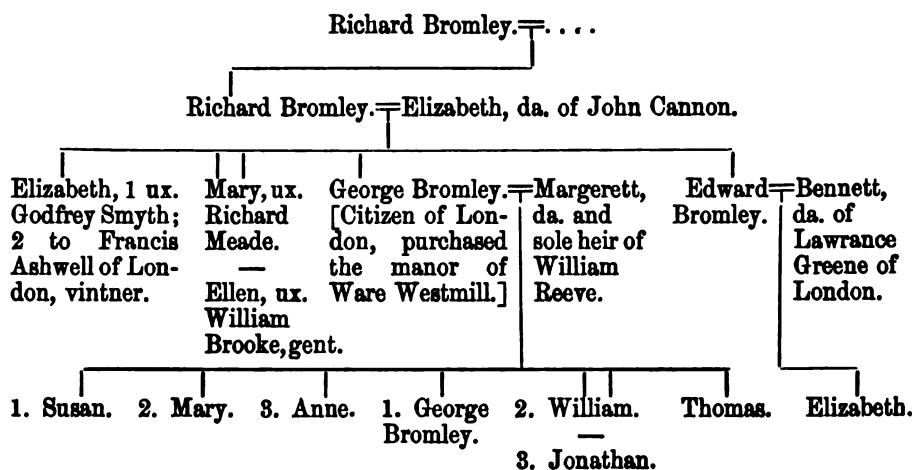 Richard Bromley.=. . . .
Richard Bromley.=Elizabeth, da. of John Cannon.
Elizabeth, 1 ux.
Godfrey Smyth;
2 to Francis
Ashwell of Lon-
don, vintner.
Mary, ux.
Richard
Meade.
—
Ellen, ux.
William
Brooke, gent.
George Bromley.=
[Citizen of Lon-
don, purchased
the manor of
Ware Westmill.]
Margerett,
da. and
sole heir of
William
Reeve.
Edward=
Bromley.
Bennett,
da. of
Lawrance
Greene of
London.
1. Susan.
2. Mary.
3. Anne.
1. George
Bromley.
2. William.
—
3. Jonathan.
Thomas.
Elizabeth.